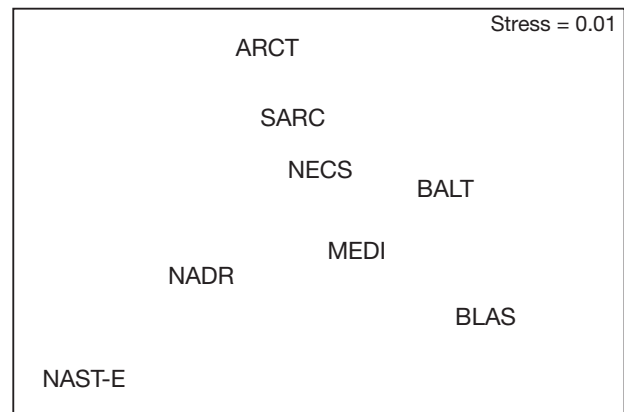 Stress = 0.01
ARCT
SARC
NECS
BALT
MEDI
NADR
BLAS
NAST-E